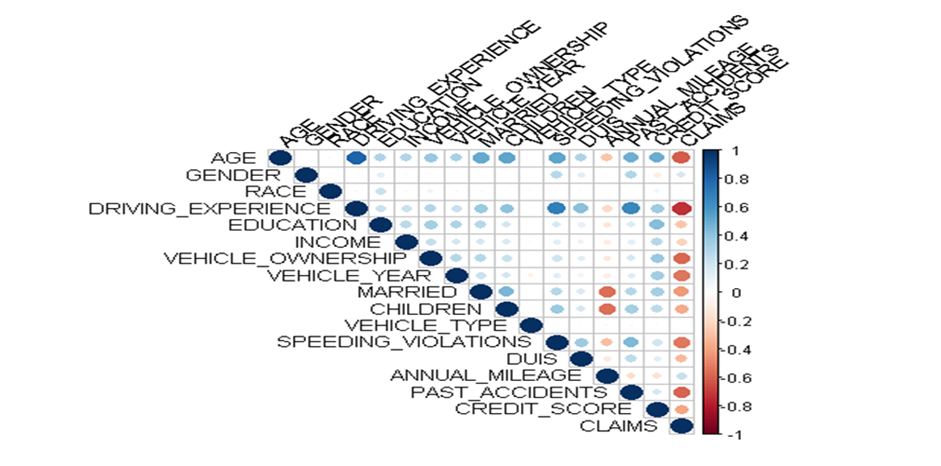 AGE
GENDER
RACE
DRIVING_EXPERIENCE
EDUCATION
INCOME
VEHICLE_OWNERSHIP
VEHICLE_YEAR
MARRIED
CHILDREN
VEHICLE_TYPE
SPEEDING_VIOLATIONS
DUIS
ANNUAL_MILEAGE
PAST_ACCIDENTS
CREDIT_SCORE
CLAIMS
AGE
GENDER
RACE
DRIVING_EXPERIENCE
EDUCATION
INCOME
VEHICLE_OWNERSHIP
VEHICLE_YEAR
MARRIED
CHILDREN
VEHICLE_TYPE
SPEEDING_VIOLATIONS
DUIS
ANNUAL_MILEAGE
PAST_ACCIDENTS
CREDIT_SCORE
CLAIMS
1
0.8
0.6
0.4
0.2
0
-0.2
-0.4
-0.6
-0.8
-1